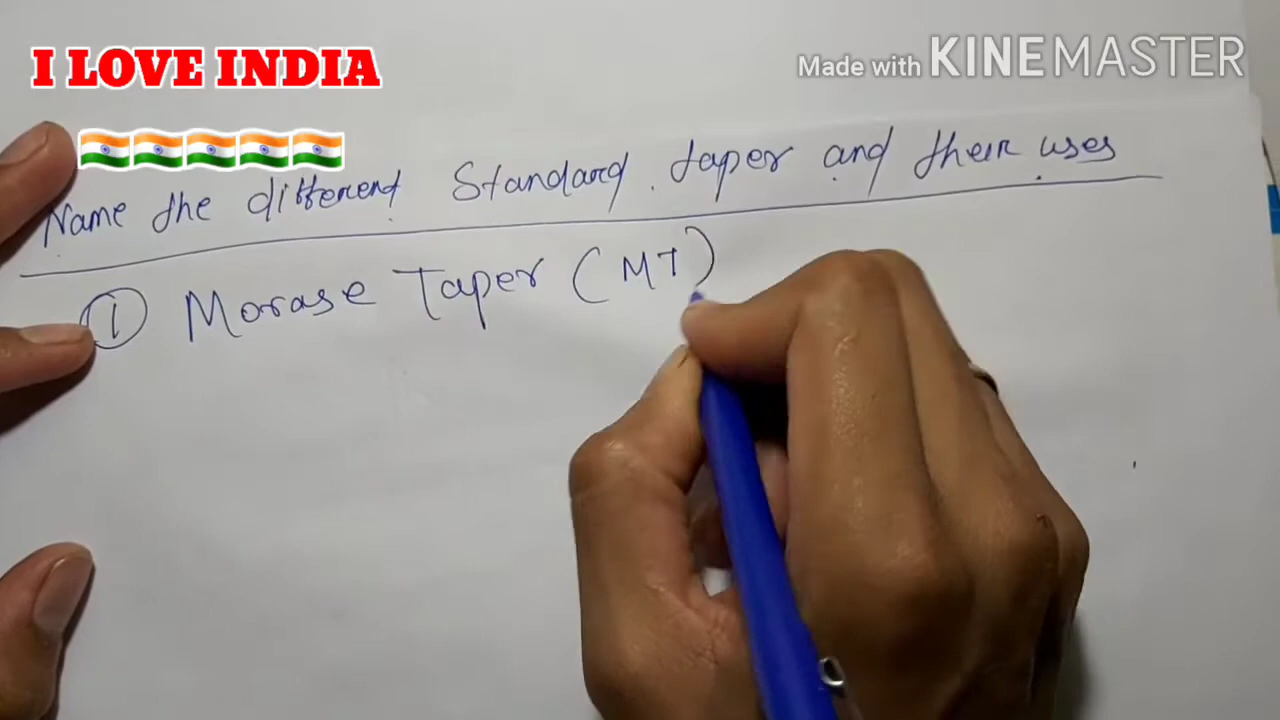 I LOVE INDIA
Made with KINEMASTER
Name the different Standard taper and their uses
① Morase Taper (MT)